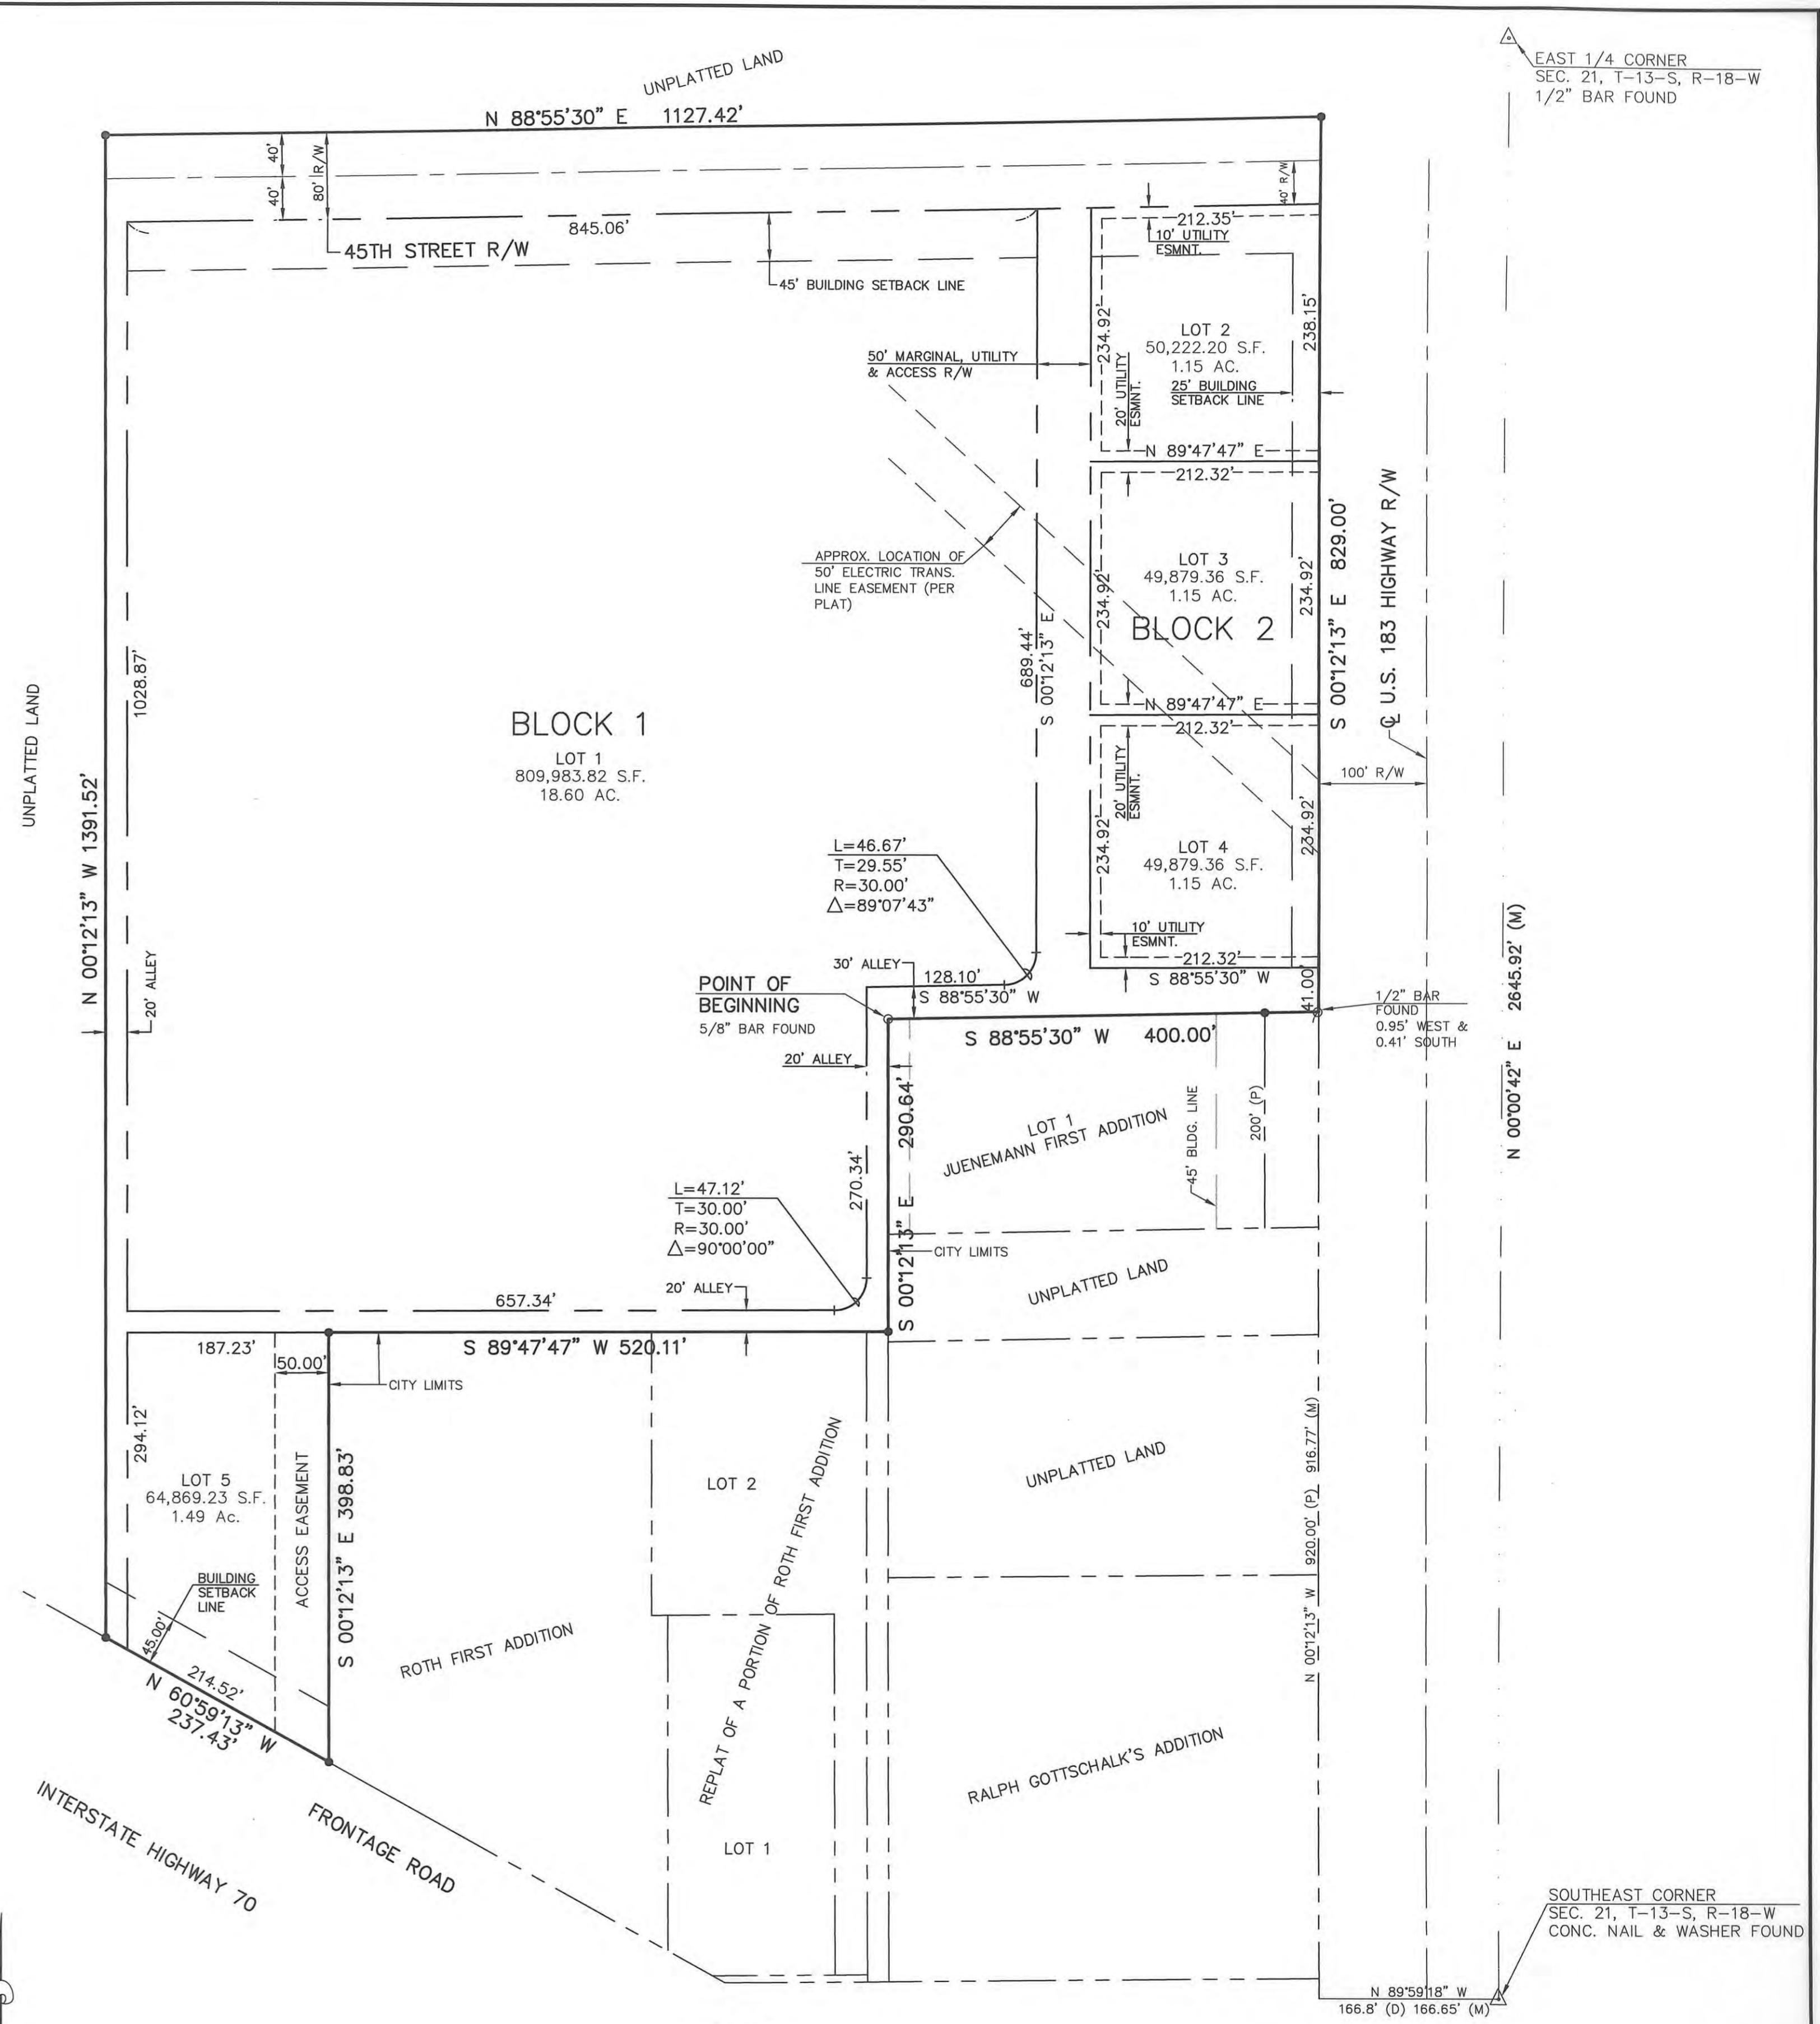 UNPLATTED LAND
N 88°55'30" E 1127.42'
EAST 1/4 CORNER
SEC. 21, T-13-S, R-18-W
1/2" BAR FOUND
40'
40'
80' R/W
40' R/W
845.06'
45TH STREET R/W
45' BUILDING SETBACK LINE
212.35'
10' UTILITY
ESMNT.
LOT 2
50,222.20 S.F.
1.15 AC.
234.92'
238.15'
50' MARGINAL, UTILITY
& ACCESS R/W
20' UTILITY
ESMNT.
25' BUILDING
SETBACK LINE
N 89°47'47" E
212.32'
APPROX. LOCATION OF
50' ELECTRIC TRANS.
LINE EASEMENT (PER
PLAT)
LOT 3
49,879.36 S.F.
1.15 AC.
234.92'
234.92'
BLOCK 2
S 00°12'13" E 829.00'
℄ U.S. 183 HIGHWAY R/W
689.44'
S 00°12'13" E
N 89°47'47" E
212.32'
UNPLATTED LAND
N 00°12'13" W 1391.52'
1028.87'
BLOCK 1
LOT 1
809,983.82 S.F.
18.60 AC.
100' R/W
20' UTILITY
ESMNT.
234.92'
234.92'
LOT 4
49,879.36 S.F.
1.15 AC.
L=46.67'
T=29.55'
R=30.00'
△=89°07'43"
10' UTILITY
ESMNT.
212.32'
S 88°55'30" W
41.00'
20' ALLEY
30' ALLEY
128.10'
S 88°55'30" W
POINT OF
BEGINNING
5/8" BAR FOUND
S 88°55'30" W 400.00'
1/2" BAR
FOUND
0.95' WEST &
0.41' SOUTH
N 00°00'42" E 2645.92' (M)
20' ALLEY
290.64'
S 00°12'13" E
270.34'
LOT 1
JUENEMANN FIRST ADDITION
45' BLDG. LINE
200' (P)
L=47.12'
T=30.00'
R=30.00'
△=90°00'00"
CITY LIMITS
20' ALLEY
UNPLATTED LAND
657.34'
187.23'
50.00'
S 89°47'47" W 520.11'
CITY LIMITS
294.12'
LOT 5
64,869.23 S.F.
1.49 Ac.
ACCESS EASEMENT
S 00°12'13" E 398.83'
LOT 2
UNPLATTED LAND
N 00°12'13" W 920.00' (P) 916.77' (M)
BUILDING
SETBACK
LINE
45.00'
214.52'
N 60°59'13" W
237.43'
ROTH FIRST ADDITION
REPLAT OF A PORTION OF ROTH FIRST ADDITION
RALPH GOTTSCHALK'S ADDITION
INTERSTATE HIGHWAY 70
FRONTAGE ROAD
LOT 1
SOUTHEAST CORNER
SEC. 21, T-13-S, R-18-W
CONC. NAIL & WASHER FOUND
N 89°59'18" W
166.8' (D) 166.65' (M)